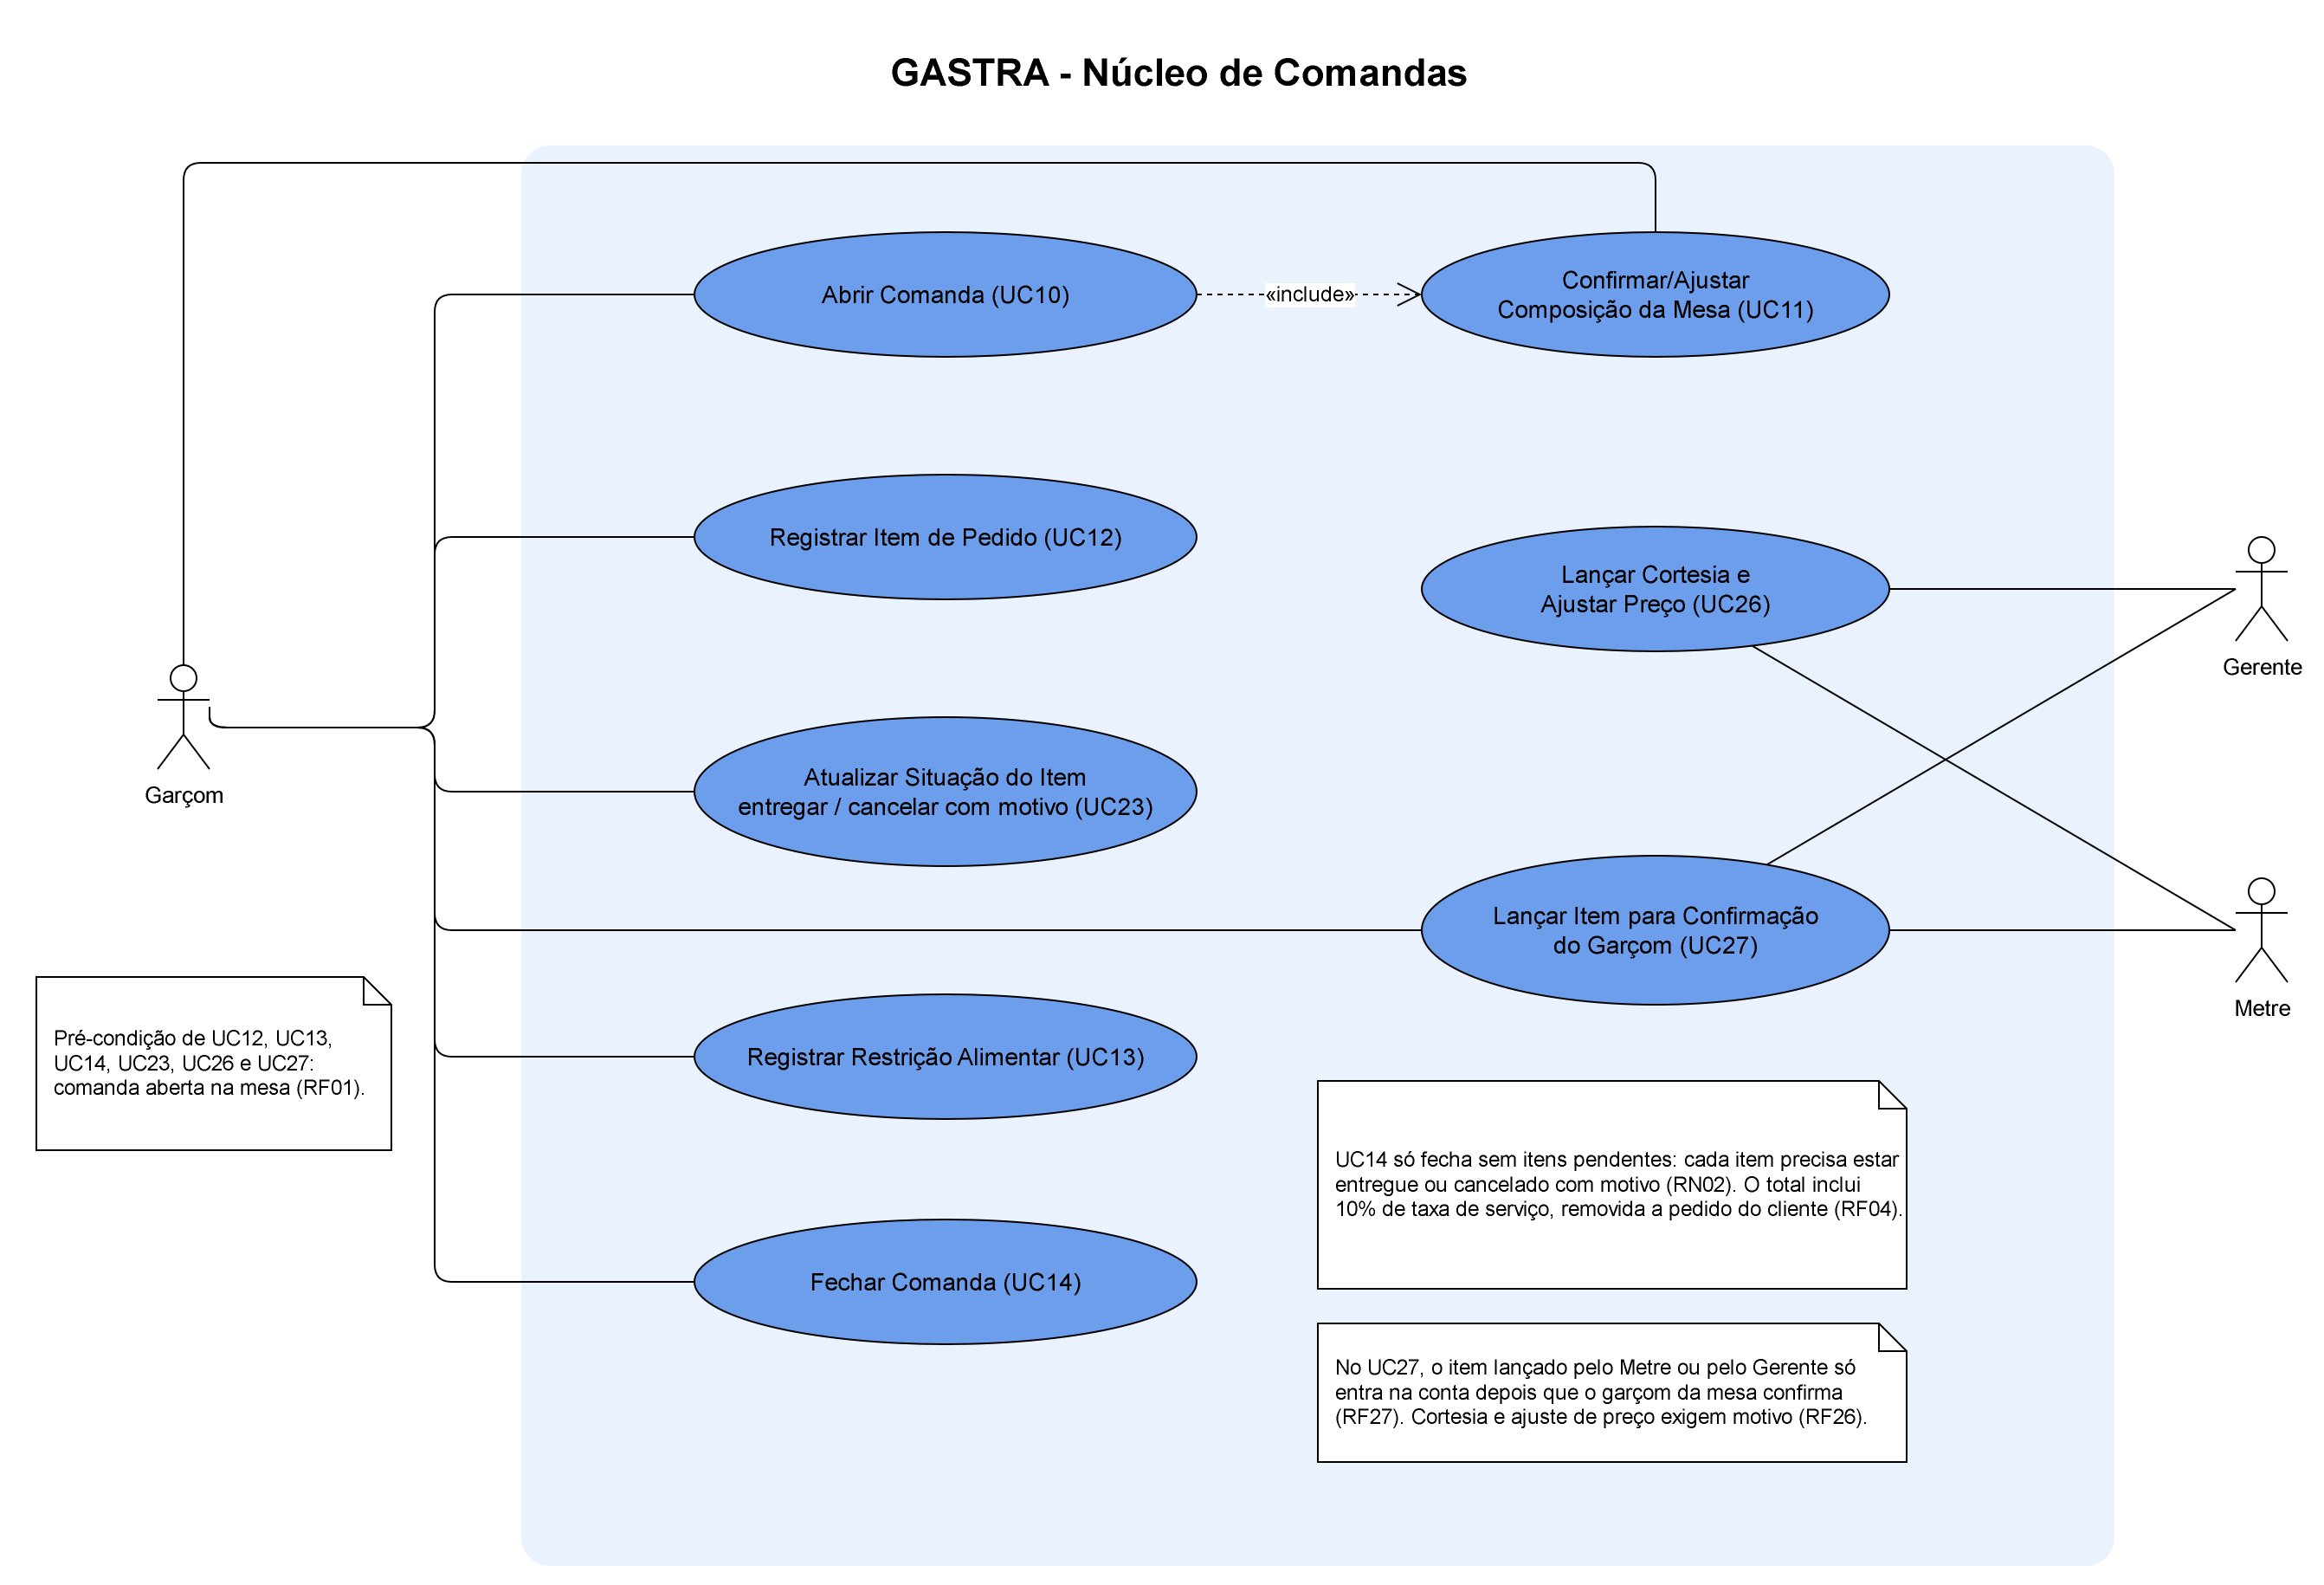 GASTRA - Núcleo de Comandas
Abrir Comanda (UC10)
«include»
Confirmar/Ajustar
Composição da Mesa (UC11)
Registrar Item de Pedido (UC12)
Lançar Cortesia e
Ajustar Preço (UC26)
Gerente
Garçom
Atualizar Situação do Item
entregar / cancelar com motivo (UC23)
Lançar Item para Confirmação
do Garçom (UC27)
Metre
Pré-condição de UC12, UC13,
UC14, UC23, UC26 e UC27:
comanda aberta na mesa (RF01).
Registrar Restrição Alimentar (UC13)
UC14 só fecha sem itens pendentes: cada item precisa estar
entregue ou cancelado com motivo (RN02). O total inclui
10% de taxa de serviço, removida a pedido do cliente (RF04).
Fechar Comanda (UC14)
No UC27, o item lançado pelo Metre ou pelo Gerente só
entra na conta depois que o garçom da mesa confirma
(RF27). Cortesia e ajuste de preço exigem motivo (RF26).